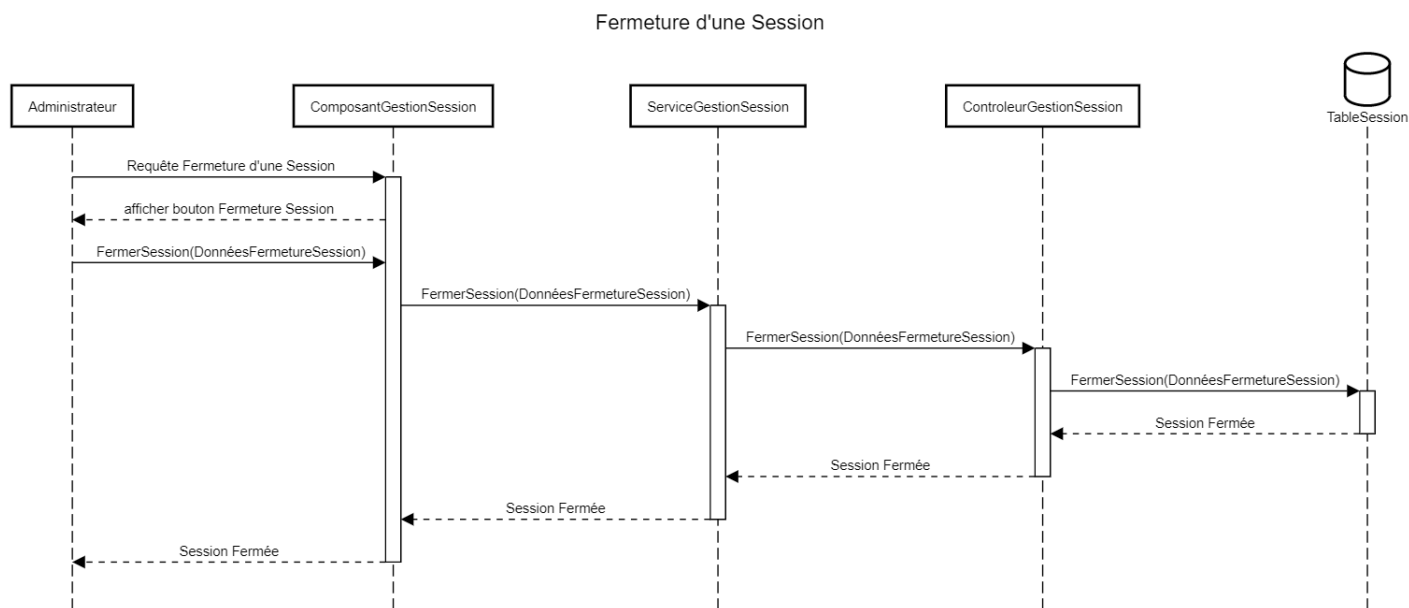 Fermeture d'une Session
Administrateur
ComposantGestionSession
ServiceGestionSession
ControleurGestionSession
TableSession
Requête Fermeture d'une Session
afficher bouton Fermeture Session
FermerSession(DonnéesFermetureSession)
FermerSession(DonnéesFermetureSession)
FermerSession(DonnéesFermetureSession)
FermerSession(DonnéesFermetureSession)
Session Fermée
Session Fermée
Session Fermée
Session Fermée